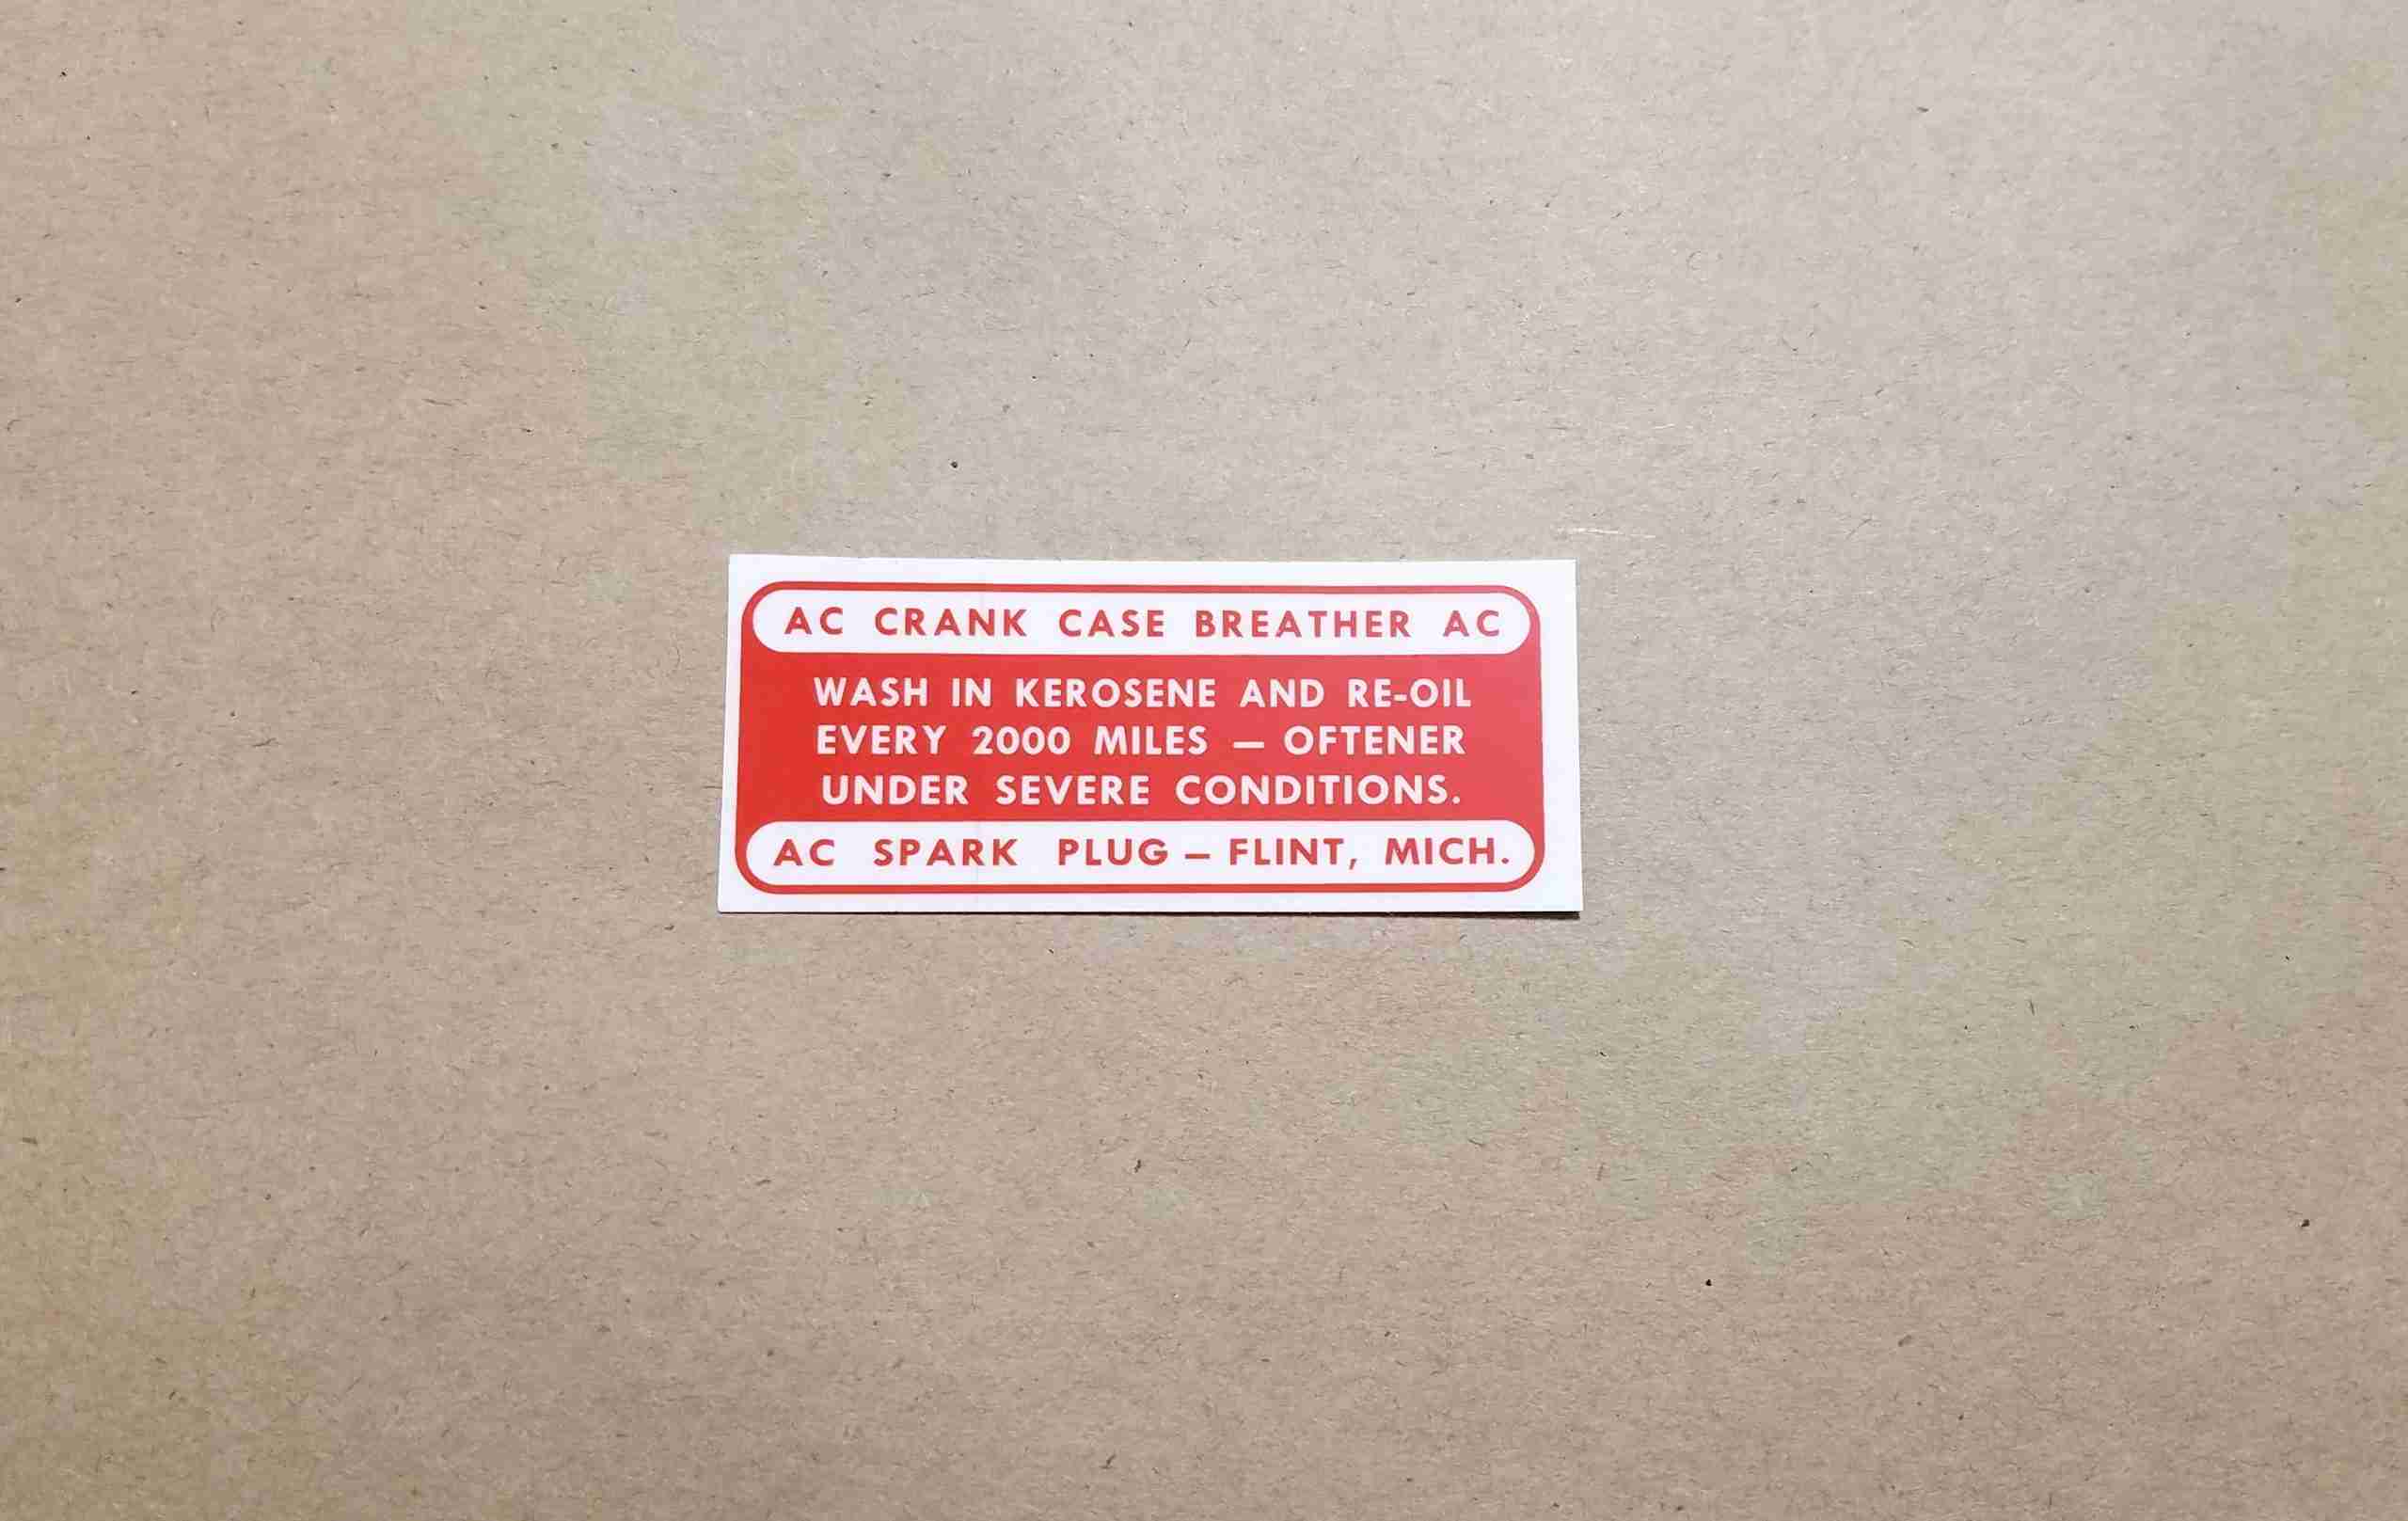 AC CRANK CASE BREATHER AC
WASH IN KEROSENE AND RE-OIL
EVERY 2000 MILES — OFTENER
UNDER SEVERE CONDITIONS.
AC SPARK PLUG — FLINT, MICH.